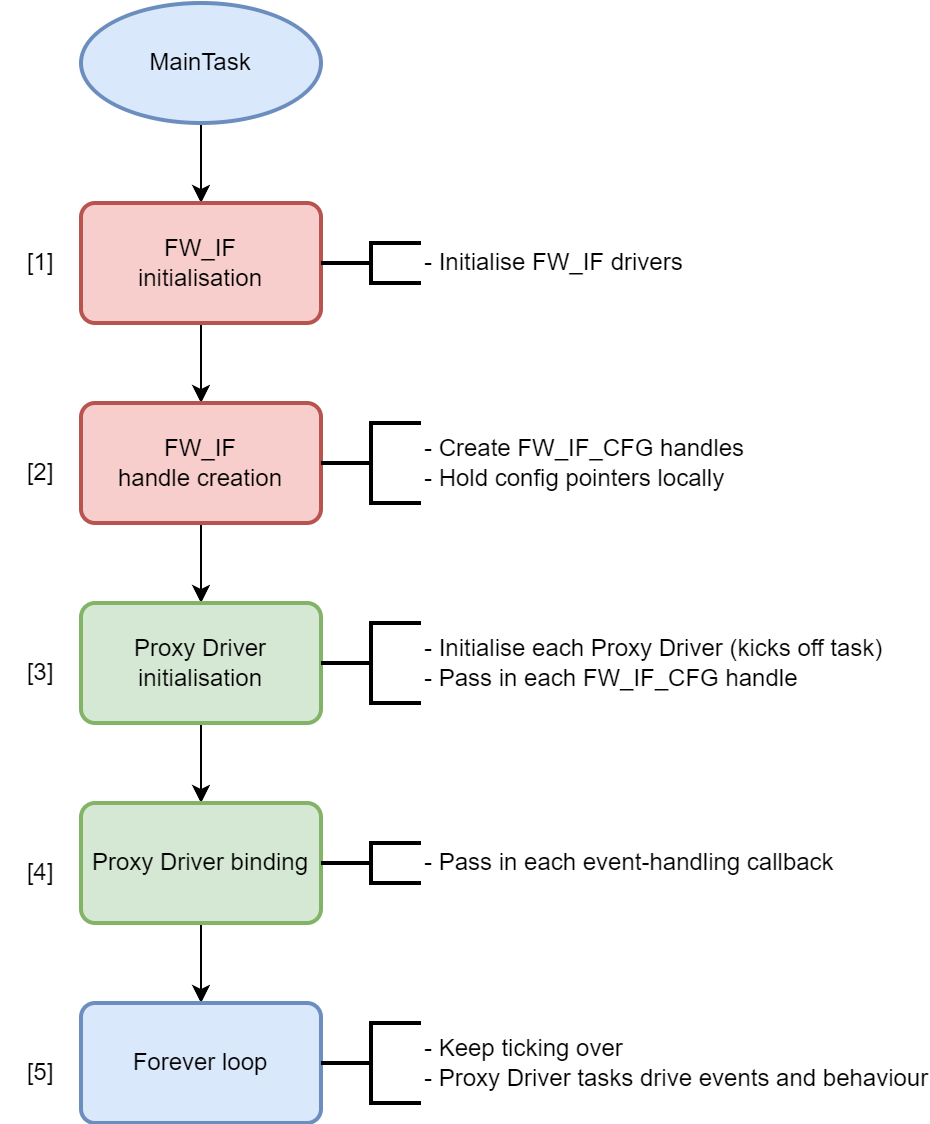 MainTask
[1]
FW_IF
initialisation
- Initialise FW_IF drivers
[2]
FW_IF
handle creation
- Create FW_IF_CFG handles
- Hold config pointers locally
[3]
Proxy Driver
initialisation
- Initialise each Proxy Driver (kicks off task)
- Pass in each FW_IF_CFG handle
[4]
Proxy Driver binding
- Pass in each event-handling callback
[5]
Forever loop
- Keep ticking over
- Proxy Driver tasks drive events and behaviour